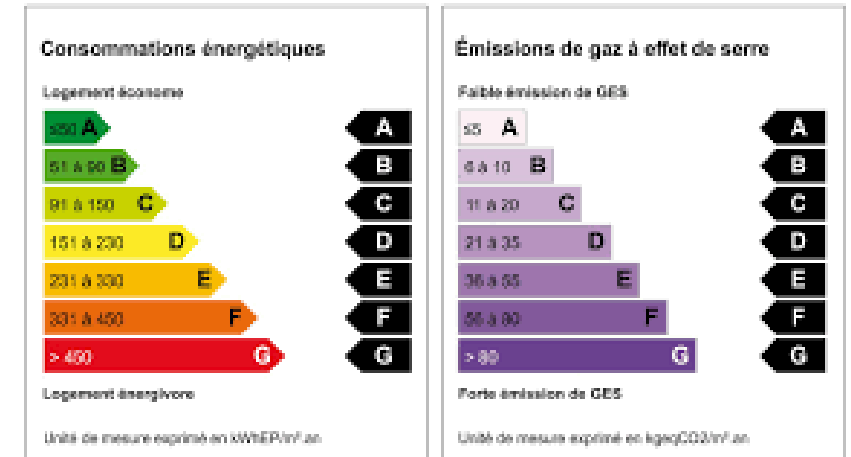 Consommations énergétiques
Logement économe
≤50 A A
51 à 90 B B
91 à 150 C C
151 à 230 D D
231 à 330 E E
331 à 450 F F
> 450 G G
Logement énergivore
Unité de mesure exprimé en kWhEP/m² an
Émissions de gaz à effet de serre
Faible émission de GES
≤5 A A
6 à 10 B B
11 à 20 C C
21 à 35 D D
36 à 55 E E
56 à 80 F F
> 80 G G
Forte émission de GES
Unité de mesure exprimé en kgeqCO2/m² an